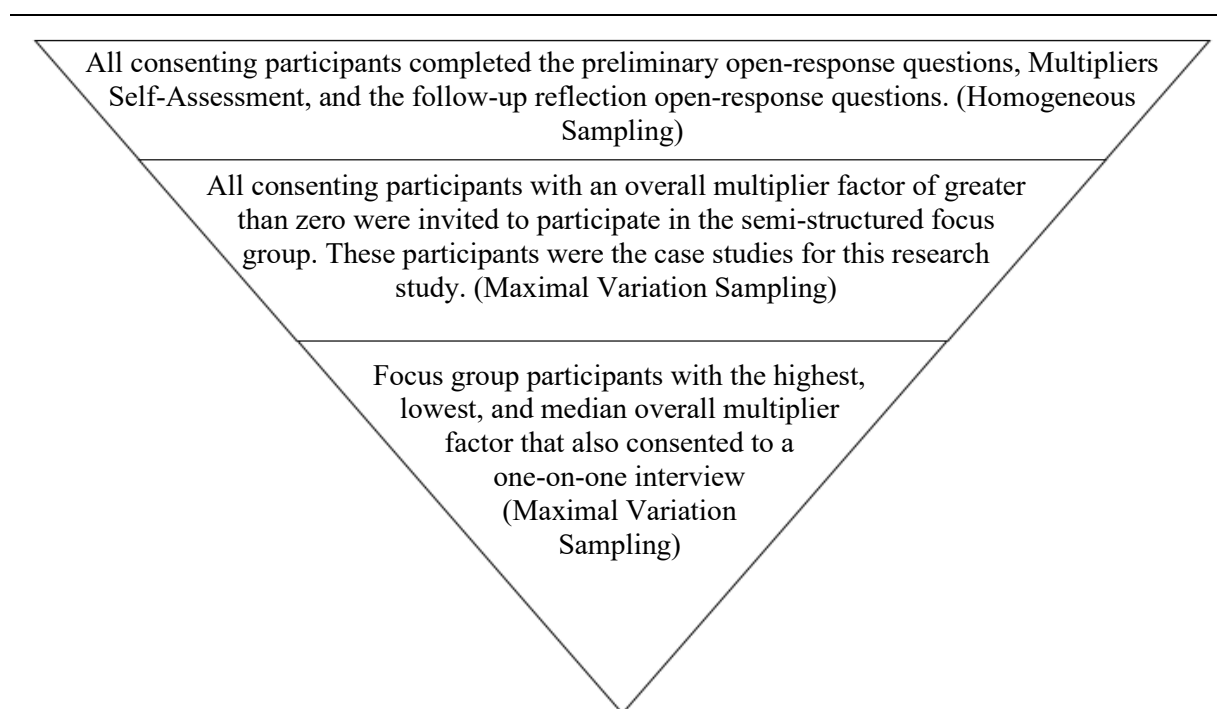 All consenting participants completed the preliminary open-response questions, Multipliers
Self-Assessment, and the follow-up reflection open-response questions. (Homogeneous
Sampling)
All consenting participants with an overall multiplier factor of greater
than zero were invited to participate in the semi-structured focus
group. These participants were the case studies for this research
study. (Maximal Variation Sampling)
Focus group participants with the highest,
lowest, and median overall multiplier
factor that also consented to a
one-on-one interview
(Maximal Variation
Sampling)